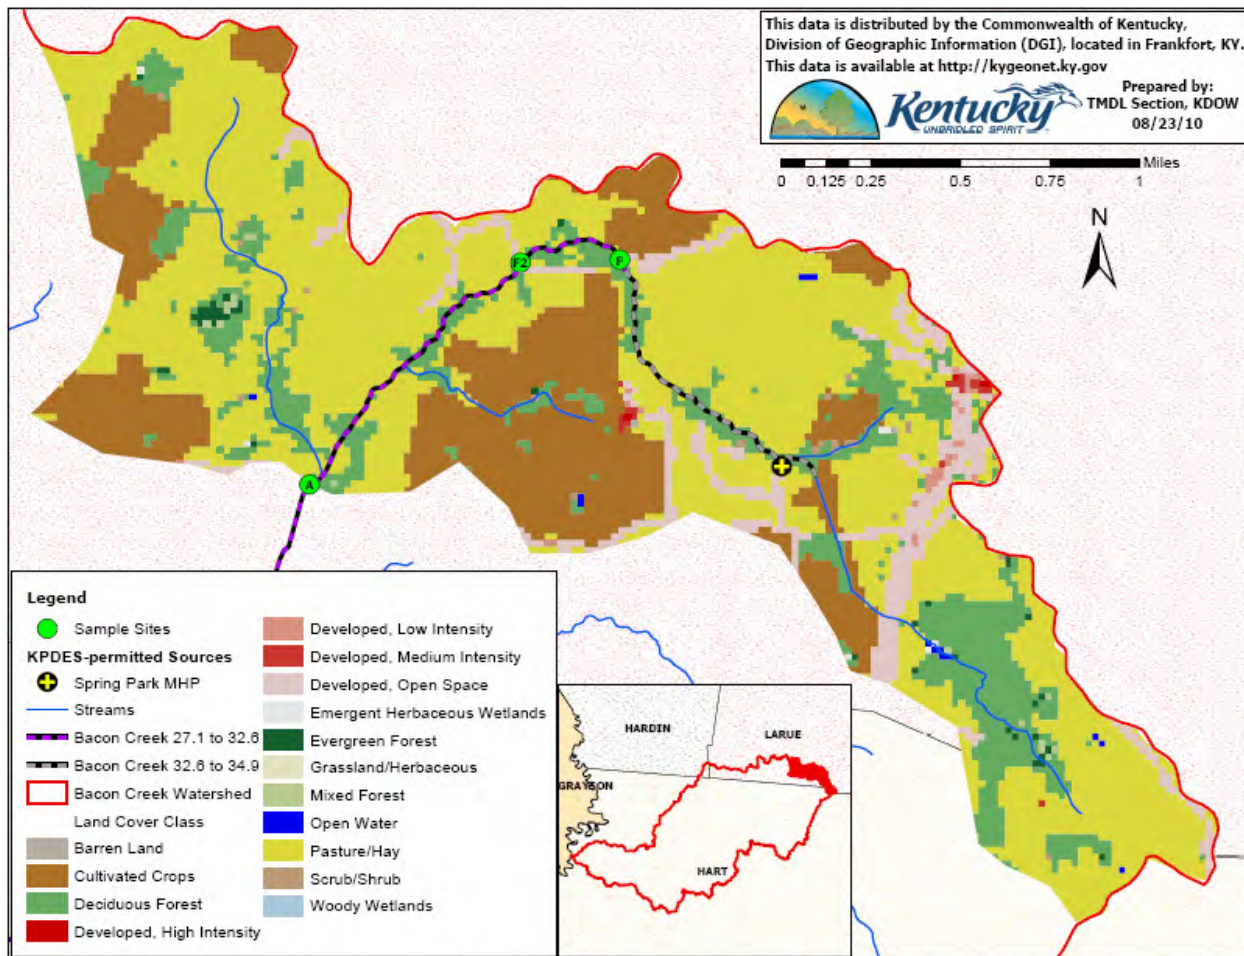 This data is distributed by the Commonwealth of Kentucky,
Division of Geographic Information (DGI), located in Frankfort, KY.
This data is available at http://kygeonet.ky.gov
Kentucky
UNBRIDLED SPIRIT
Prepared by:
TMDL Section, KDOW
08/23/10
Miles
0 0.125 0.25 0.5 0.75 1
N
F2
F
A
Legend
Sample Sites
KPDES-permitted Sources
Spring Park MHP
Streams
Bacon Creek 27.1 to 32.6
Bacon Creek 32.6 to 34.9
Bacon Creek Watershed
Land Cover Class
Barren Land
Cultivated Crops
Deciduous Forest
Developed, High Intensity
Developed, Low Intensity
Developed, Medium Intensity
Developed, Open Space
Emergent Herbaceous Wetlands
Evergreen Forest
Grassland/Herbaceous
Mixed Forest
Open Water
Pasture/Hay
Scrub/Shrub
Woody Wetlands
HARDIN
LARUE
GRAYSON
HART